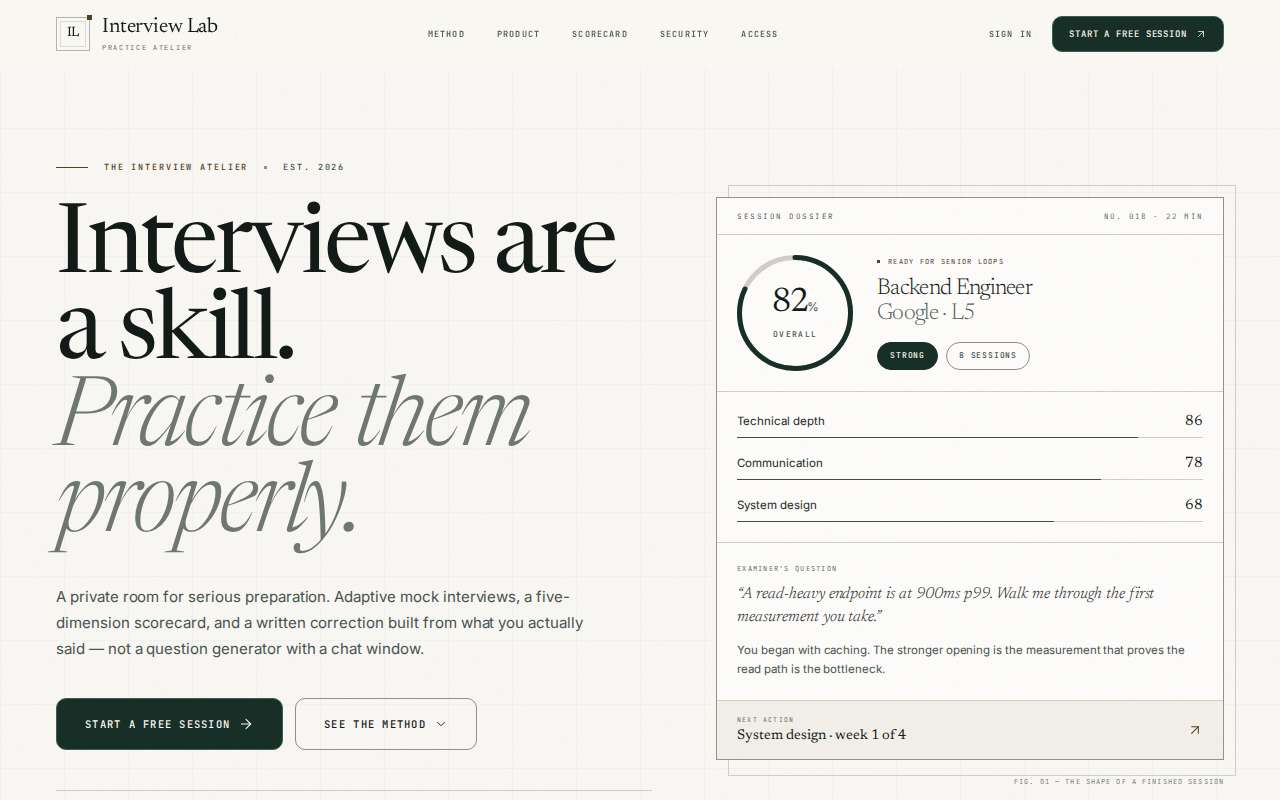 IL
Interview Lab
PRACTICE ATELIER
METHOD
PRODUCT
SCORECARD
SECURITY
ACCESS
SIGN IN
START A FREE SESSION
THE INTERVIEW ATELIER ▪ EST. 2026
Interviews are
a skill.
Practice them
properly.
A private room for serious preparation. Adaptive mock interviews, a five-
dimension scorecard, and a written correction built from what you actually
said — not a question generator with a chat window.
START A FREE SESSION
SEE THE METHOD
SESSION DOSSIER
NO. 018 · 22 MIN
82%
OVERALL
READY FOR SENIOR LOOPS
Backend Engineer
Google · L5
STRONG
8 SESSIONS
Technical depth 86
Communication 78
System design 68
EXAMINER'S QUESTION
“A read-heavy endpoint is at 900ms p99. Walk me through the first
measurement you take.”
You began with caching. The stronger opening is the measurement that proves the
read path is the bottleneck.
NEXT ACTION
System design · week 1 of 4
FIG. 01 — THE SHAPE OF A FINISHED SESSION